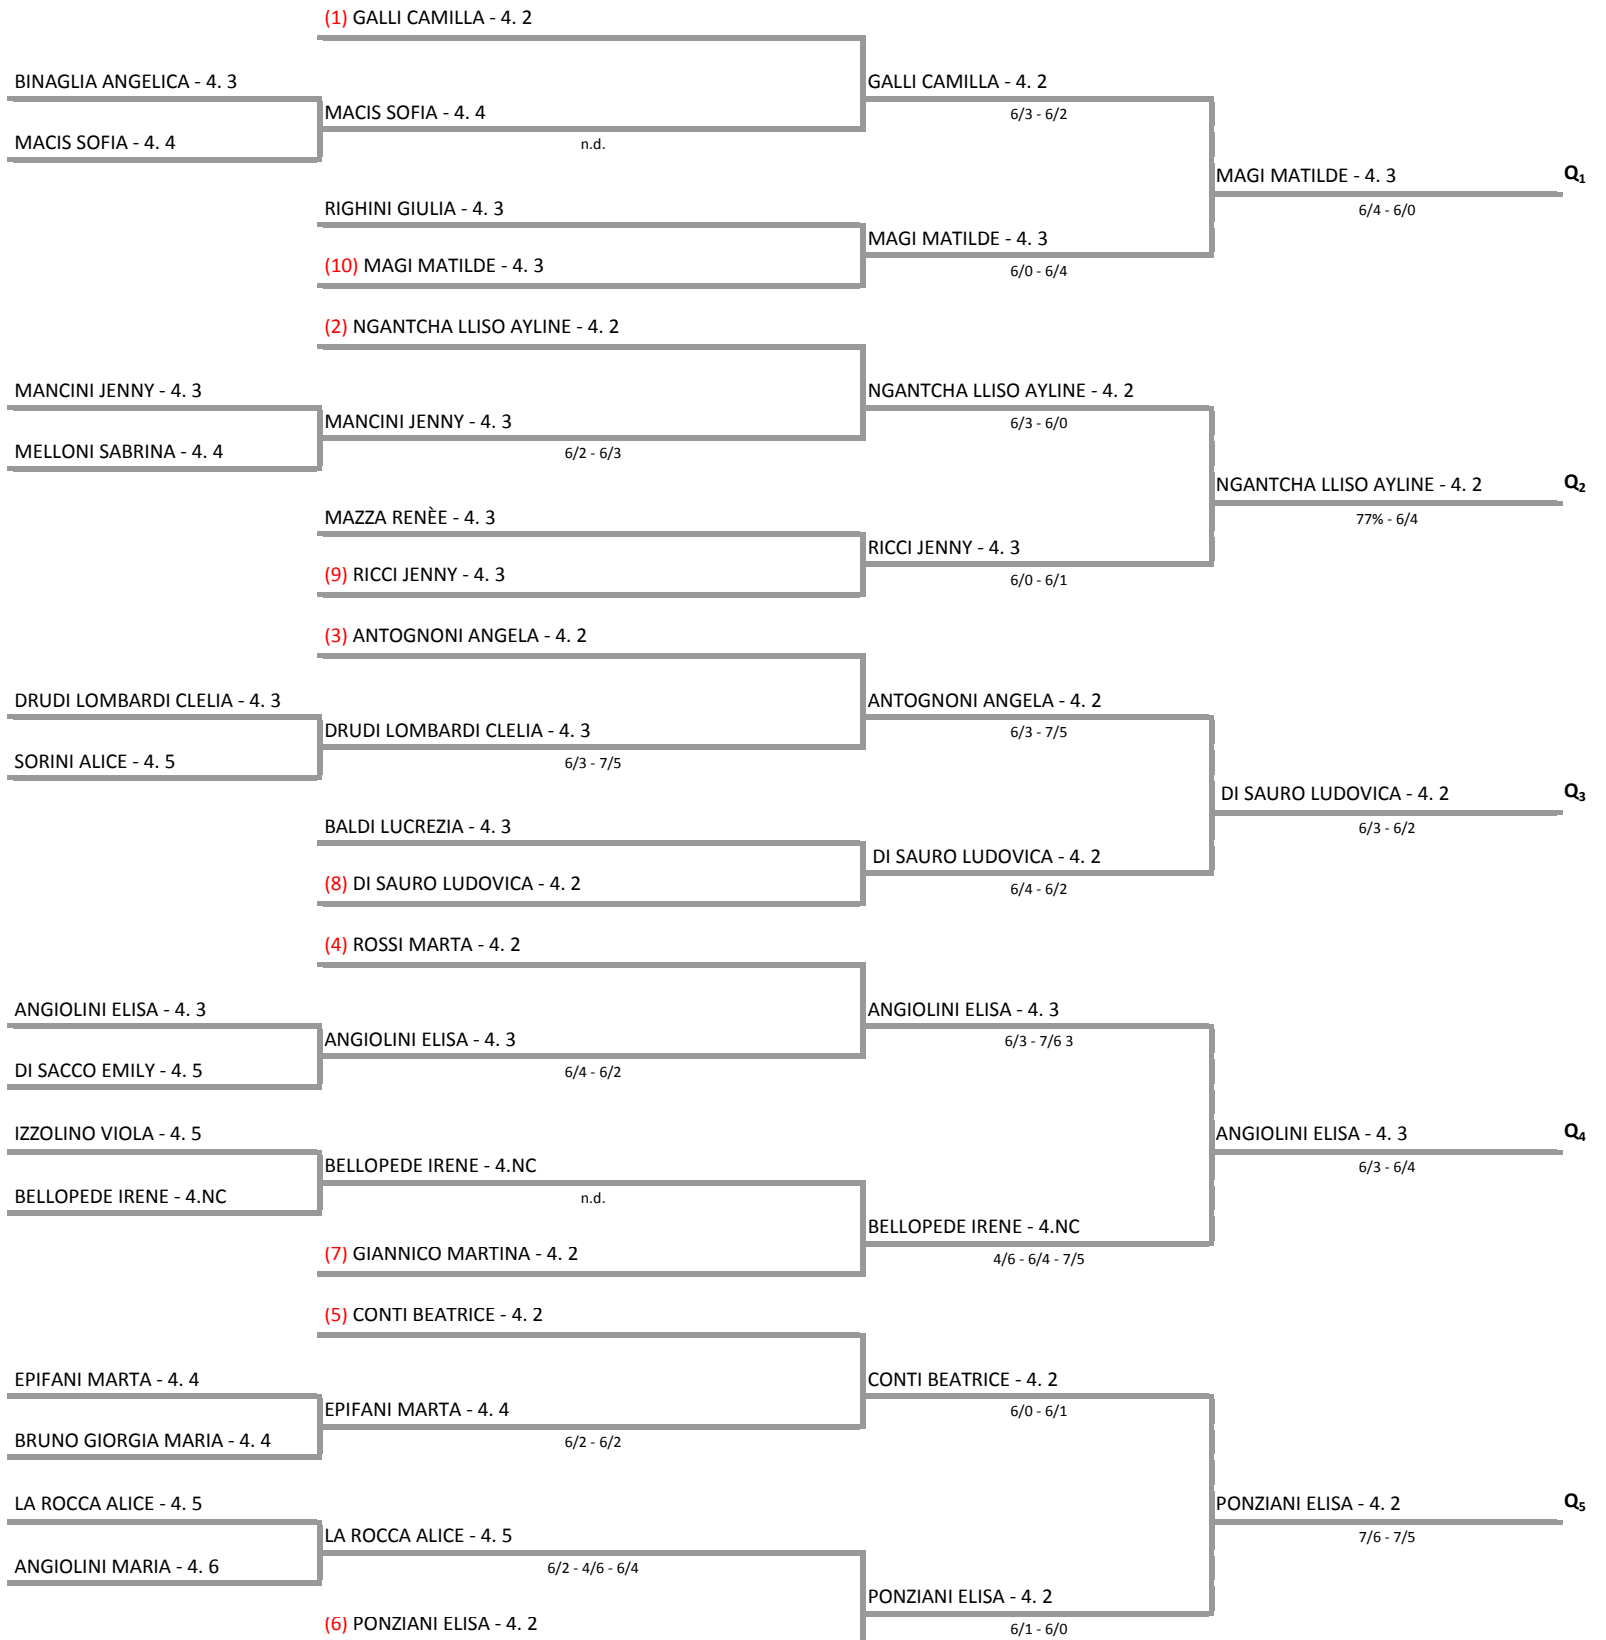 (1) GALLI CAMILLA - 4. 2
BINAGLIA ANGELICA - 4. 3
GALLI CAMILLA - 4. 2
MACIS SOFIA - 4. 4
6/3 - 6/2
MACIS SOFIA - 4. 4
n.d.
MAGI MATILDE - 4. 3
Q1
RIGHINI GIULIA - 4. 3
6/4 - 6/0
MAGI MATILDE - 4. 3
(10) MAGI MATILDE - 4. 3
6/0 - 6/4
(2) NGANTCHA LLISO AYLINE - 4. 2
MANCINI JENNY - 4. 3
NGANTCHA LLISO AYLINE - 4. 2
MANCINI JENNY - 4. 3
6/3 - 6/0
MELLONI SABRINA - 4. 4
6/2 - 6/3
NGANTCHA LLISO AYLINE - 4. 2
Q2
MAZZA RENÈE - 4. 3
77% - 6/4
RICCI JENNY - 4. 3
(9) RICCI JENNY - 4. 3
6/0 - 6/1
(3) ANTOGNONI ANGELA - 4. 2
DRUDI LOMBARDI CLELIA - 4. 3
ANTOGNONI ANGELA - 4. 2
DRUDI LOMBARDI CLELIA - 4. 3
6/3 - 7/5
SORINI ALICE - 4. 5
6/3 - 7/5
DI SAURO LUDOVICA - 4. 2
Q3
BALDI LUCREZIA - 4. 3
6/3 - 6/2
DI SAURO LUDOVICA - 4. 2
(8) DI SAURO LUDOVICA - 4. 2
6/4 - 6/2
(4) ROSSI MARTA - 4. 2
ANGIOLINI ELISA - 4. 3
ANGIOLINI ELISA - 4. 3
ANGIOLINI ELISA - 4. 3
6/3 - 7/6 3
DI SACCO EMILY - 4. 5
6/4 - 6/2
IZZOLINO VIOLA - 4. 5
ANGIOLINI ELISA - 4. 3
Q4
BELLOPEDE IRENE - 4.NC
6/3 - 6/4
BELLOPEDE IRENE - 4.NC
n.d.
BELLOPEDE IRENE - 4.NC
(7) GIANNICO MARTINA - 4. 2
4/6 - 6/4 - 7/5
(5) CONTI BEATRICE - 4. 2
EPIFANI MARTA - 4. 4
CONTI BEATRICE - 4. 2
EPIFANI MARTA - 4. 4
6/0 - 6/1
BRUNO GIORGIA MARIA - 4. 4
6/2 - 6/2
LA ROCCA ALICE - 4. 5
PONZIANI ELISA - 4. 2
Q5
LA ROCCA ALICE - 4. 5
7/6 - 7/5
ANGIOLINI MARIA - 4. 6
6/2 - 4/6 - 6/4
PONZIANI ELISA - 4. 2
(6) PONZIANI ELISA - 4. 2
6/1 - 6/0